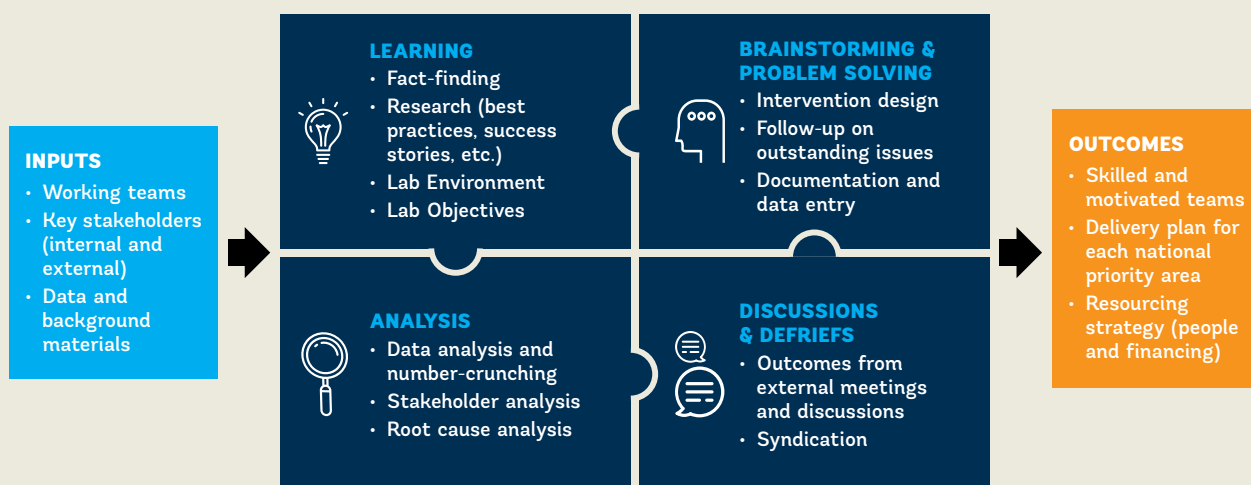 INPUTS
• Working teams
• Key stakeholders
(internal and
external)
• Data and
background
materials
LEARNING
• Fact-finding
• Research (best
practices, success
stories, etc.)
• Lab Environment
• Lab Objectives
BRAINSTORMING &
PROBLEM SOLVING
• Intervention design
• Follow-up on
outstanding issues
• Documentation and
data entry
ANALYSIS
• Data analysis and
number-crunching
• Stakeholder analysis
• Root cause analysis
DISCUSSIONS
& DEFRIEFS
• Outcomes from
external meetings
and discussions
• Syndication
OUTCOMES
• Skilled and
motivated teams
• Delivery plan for
each national
priority area
• Resourcing
strategy (people
and financing)